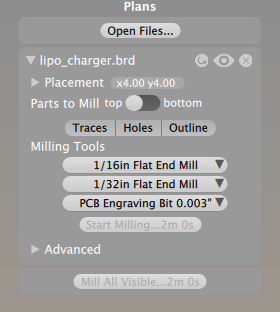 Plans
Open Files...
lipo_charger.brd
Placement x4.00 y4.00
Parts to Mill top bottom
Traces Holes Outline
Milling Tools
1/16in Flat End Mill
1/32in Flat End Mill
PCB Engraving Bit 0.003"
Start Milling...2m 0s
Advanced
Mill All Visible...2m 0s